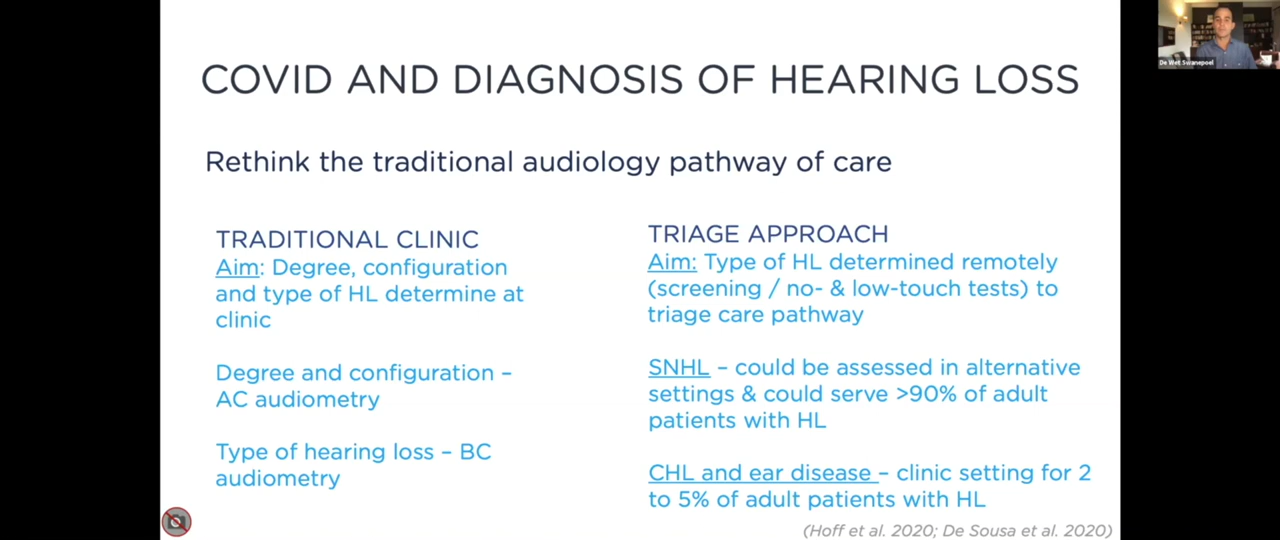 COVID AND DIAGNOSIS OF HEARING LOSS
Rethink the traditional audiology pathway of care
TRADITIONAL CLINIC
Aim: Degree, configuration
and type of HL determine at
clinic
Degree and configuration –
AC audiometry
Type of hearing loss – BC
audiometry
TRIAGE APPROACH
Aim: Type of HL determined remotely
(screening / no- & low-touch tests) to
triage care pathway
SNHL – could be assessed in alternative
settings & could serve >90% of adult
patients with HL
CHL and ear disease – clinic setting for 2
to 5% of adult patients with HL
(Hoff et al. 2020; De Sousa et al. 2020)
De Wet Swanepoel